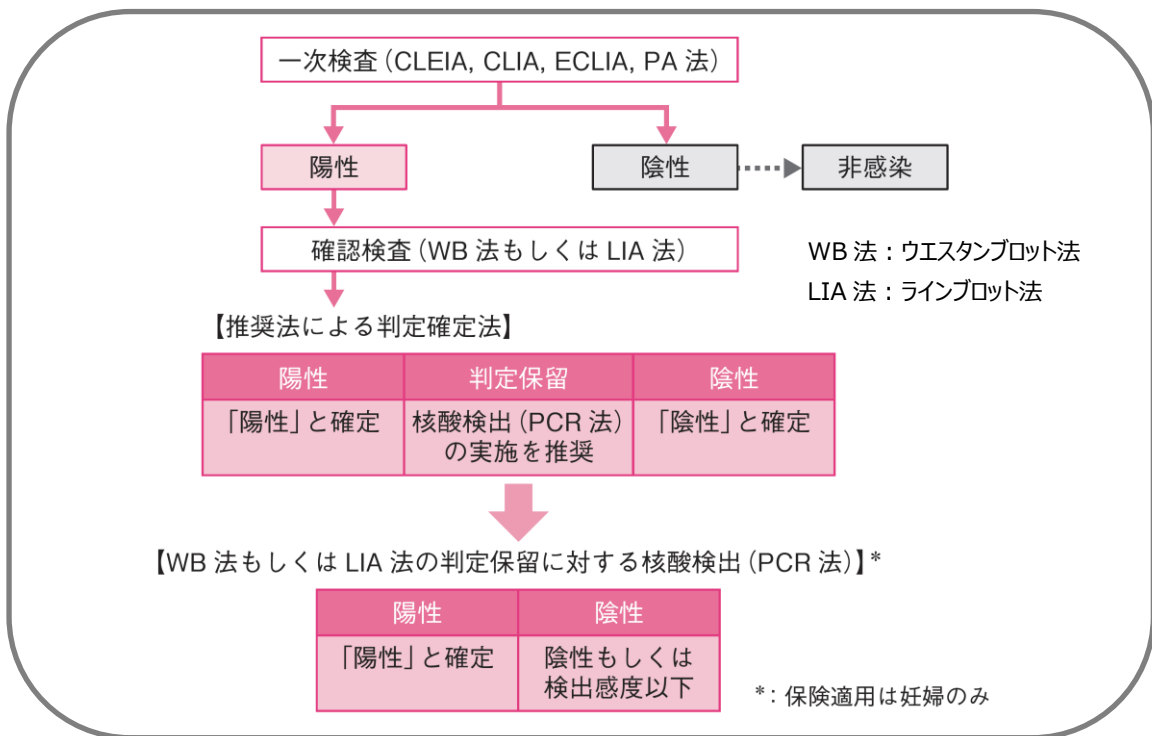 一次検査(CLEIA, CLIA, ECLIA, PA 法)
陽性
陰性
非感染
確認検査(WB 法もしくは LIA 法)
WB 法:ウエスタンブロット法
LIA 法:ラインブロット法
【推奨法による判定確定法】
陽性
判定保留
陰性
「陽性」と確定
核酸検出(PCR 法)
の実施を推奨
「陰性」と確定
【WB 法もしくは LIA 法の判定保留に対する核酸検出(PCR 法)】*
陽性
陰性
「陽性」と確定
陰性もしくは
検出感度以下
*:保険適用は妊婦のみ